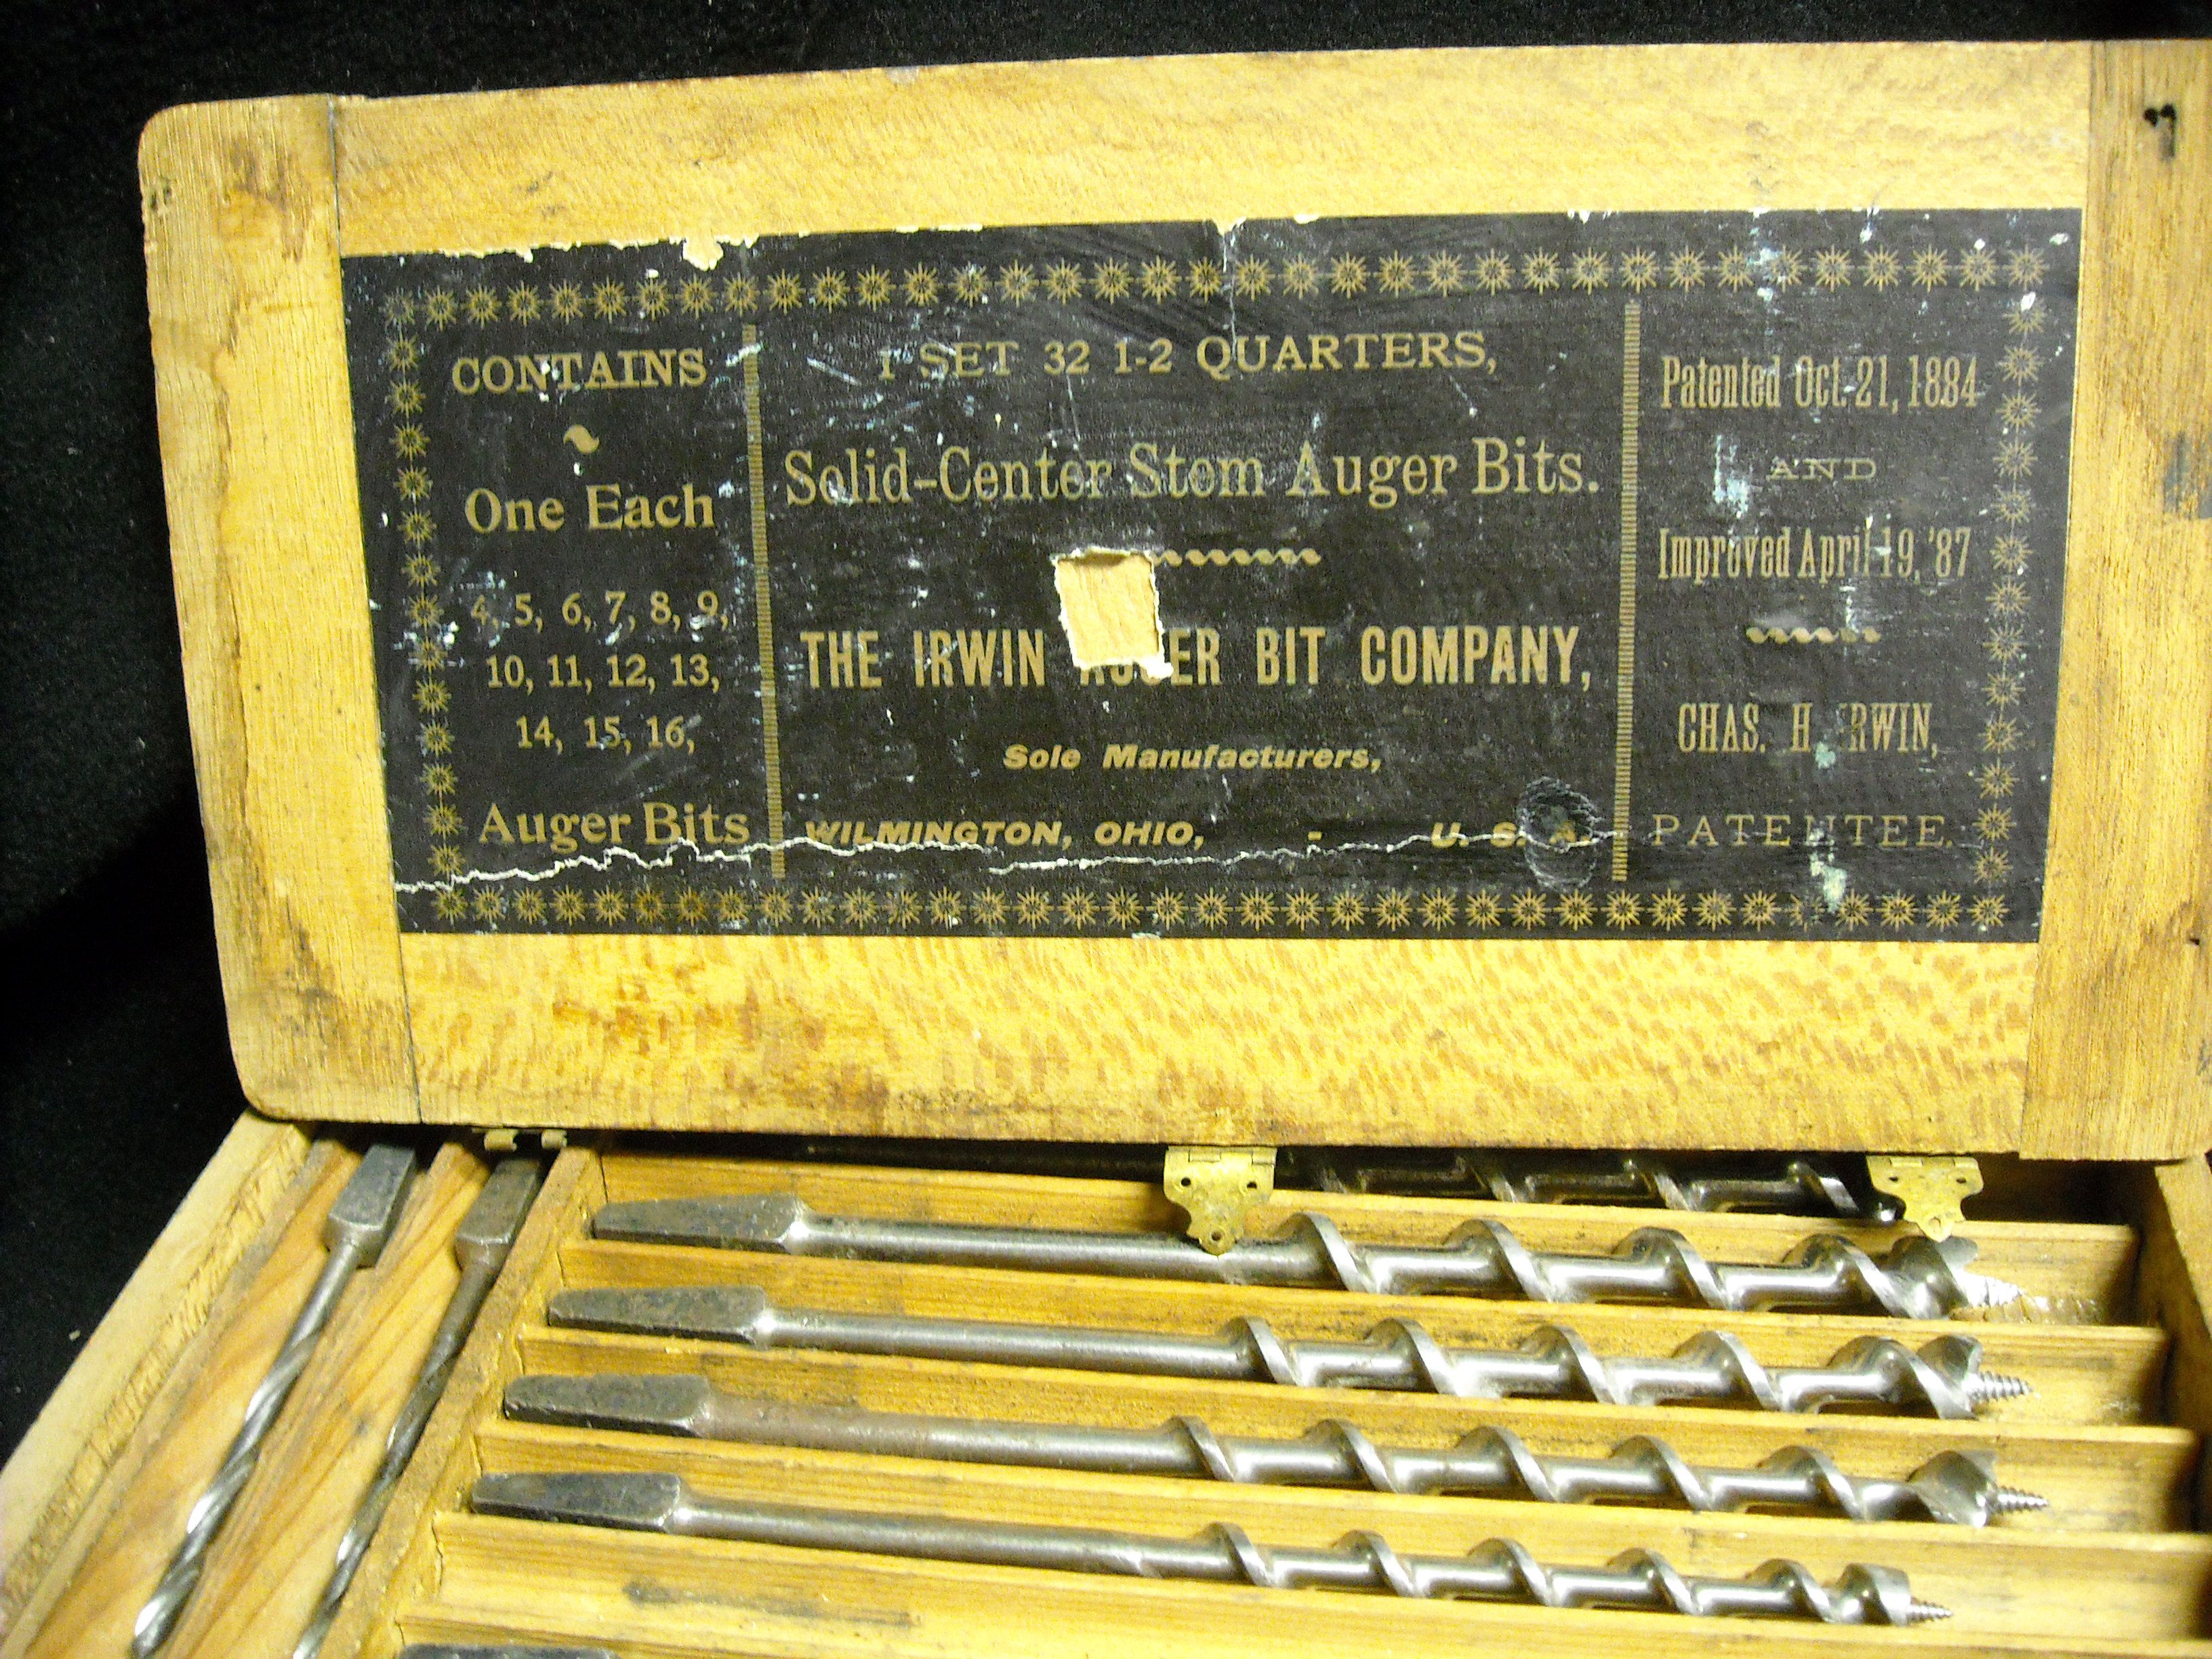 CONTAINS
One Each
4, 5, 6, 7, 8, 9,
10, 11, 12, 13,
14, 15, 16,
Auger Bits
1 SET 32 1-2 QUARTERS,
Solid-Center Stem Auger Bits.
THE IRWIN AUGER BIT COMPANY,
Sole Manufacturers,
WILMINGTON, OHIO, - U. S. A.
Patented Oct. 21, 1884
AND
Improved April 19, '87
CHAS. H. IRWIN,
PATENTEE.